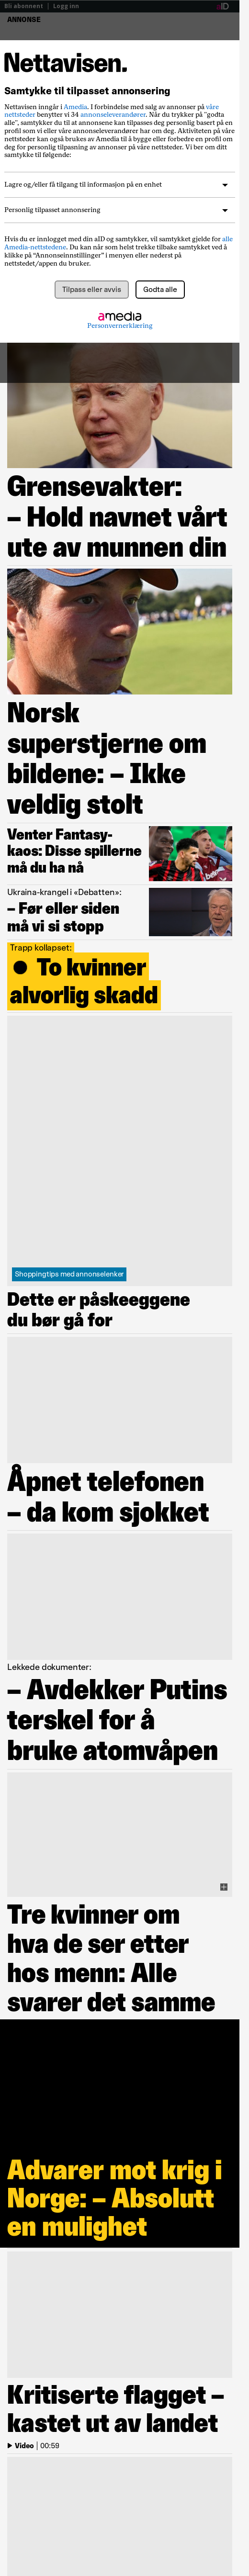 Bli abonnent | Logg inn
ANNONSE
Nettavisen.
Samtykke til tilpasset annonsering
Nettavisen inngår i Amedia. I forbindelse med salg av annonser på våre
nettsteder benytter vi 34 annonseleverandører. Når du trykker på "godta
alle", samtykker du til at annonsene kan tilpasses deg personlig basert på en
profil som vi eller våre annonseleverandører har om deg. Aktiviteten på våre
nettsteder kan også brukes av Amedia til å bygge eller forbedre en profil om
deg, til bruk for personlig tilpasning av annonser på våre nettsteder. Vi ber om ditt
samtykke til følgende:
Lagre og/eller få tilgang til informasjon på en enhet
Personlig tilpasset annonsering
Hvis du er innlogget med din aID og samtykker, vil samtykket gjelde for alle
Amedia-nettstedene. Du kan når som helst trekke tilbake samtykket ved å
klikke på “Annonseinnstillinger” i menyen eller nederst på
nettstedet/appen du bruker.
Tilpass eller avvis
Godta alle
amedia
Personvernerklæring
Grensevakter:
– Hold navnet vårt
ute av munnen din
Norsk
superstjerne om
bildene: – Ikke
veldig stolt
Venter Fantasy-
kaos: Disse spillerne
må du ha nå
Ukraina-krangel i «Debatten»:
– Før eller siden
må vi si stopp
Trapp kollapset:
● To kvinner
alvorlig skadd
Shoppingtips med annonselenker
Dette er påskeeggene
du bør gå for
Åpnet telefonen
– da kom sjokket
Lekkede dokumenter:
– Avdekker Putins
terskel for å
bruke atomvåpen
Tre kvinner om
hva de ser etter
hos menn: Alle
svarer det samme
Advarer mot krig i
Norge: – Absolutt
en mulighet
Kritiserte flagget –
kastet ut av landet
Video | 00:59